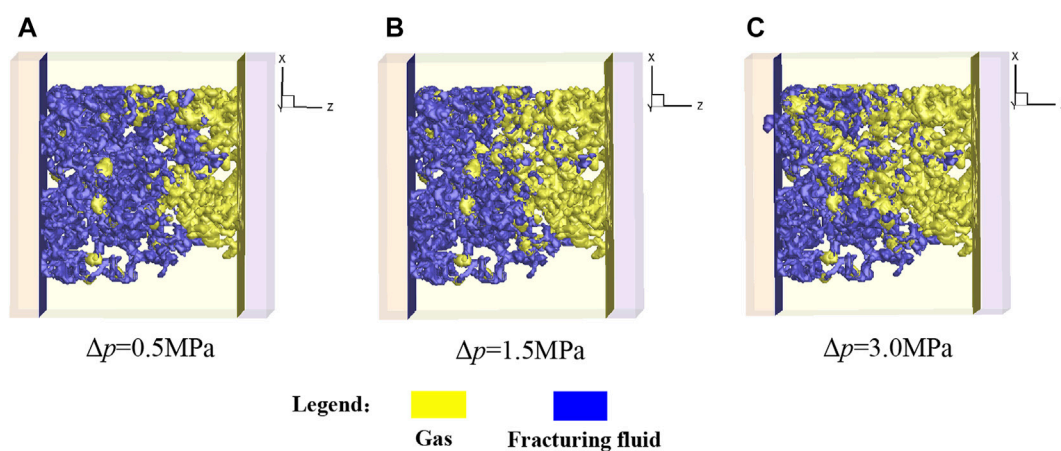 A
B
C
X
Y
Z
X
Y
Z
X
Y
Δp=0.5MPa
Δp=1.5MPa
Δp=3.0MPa
Legend：
Gas
Fracturing fluid